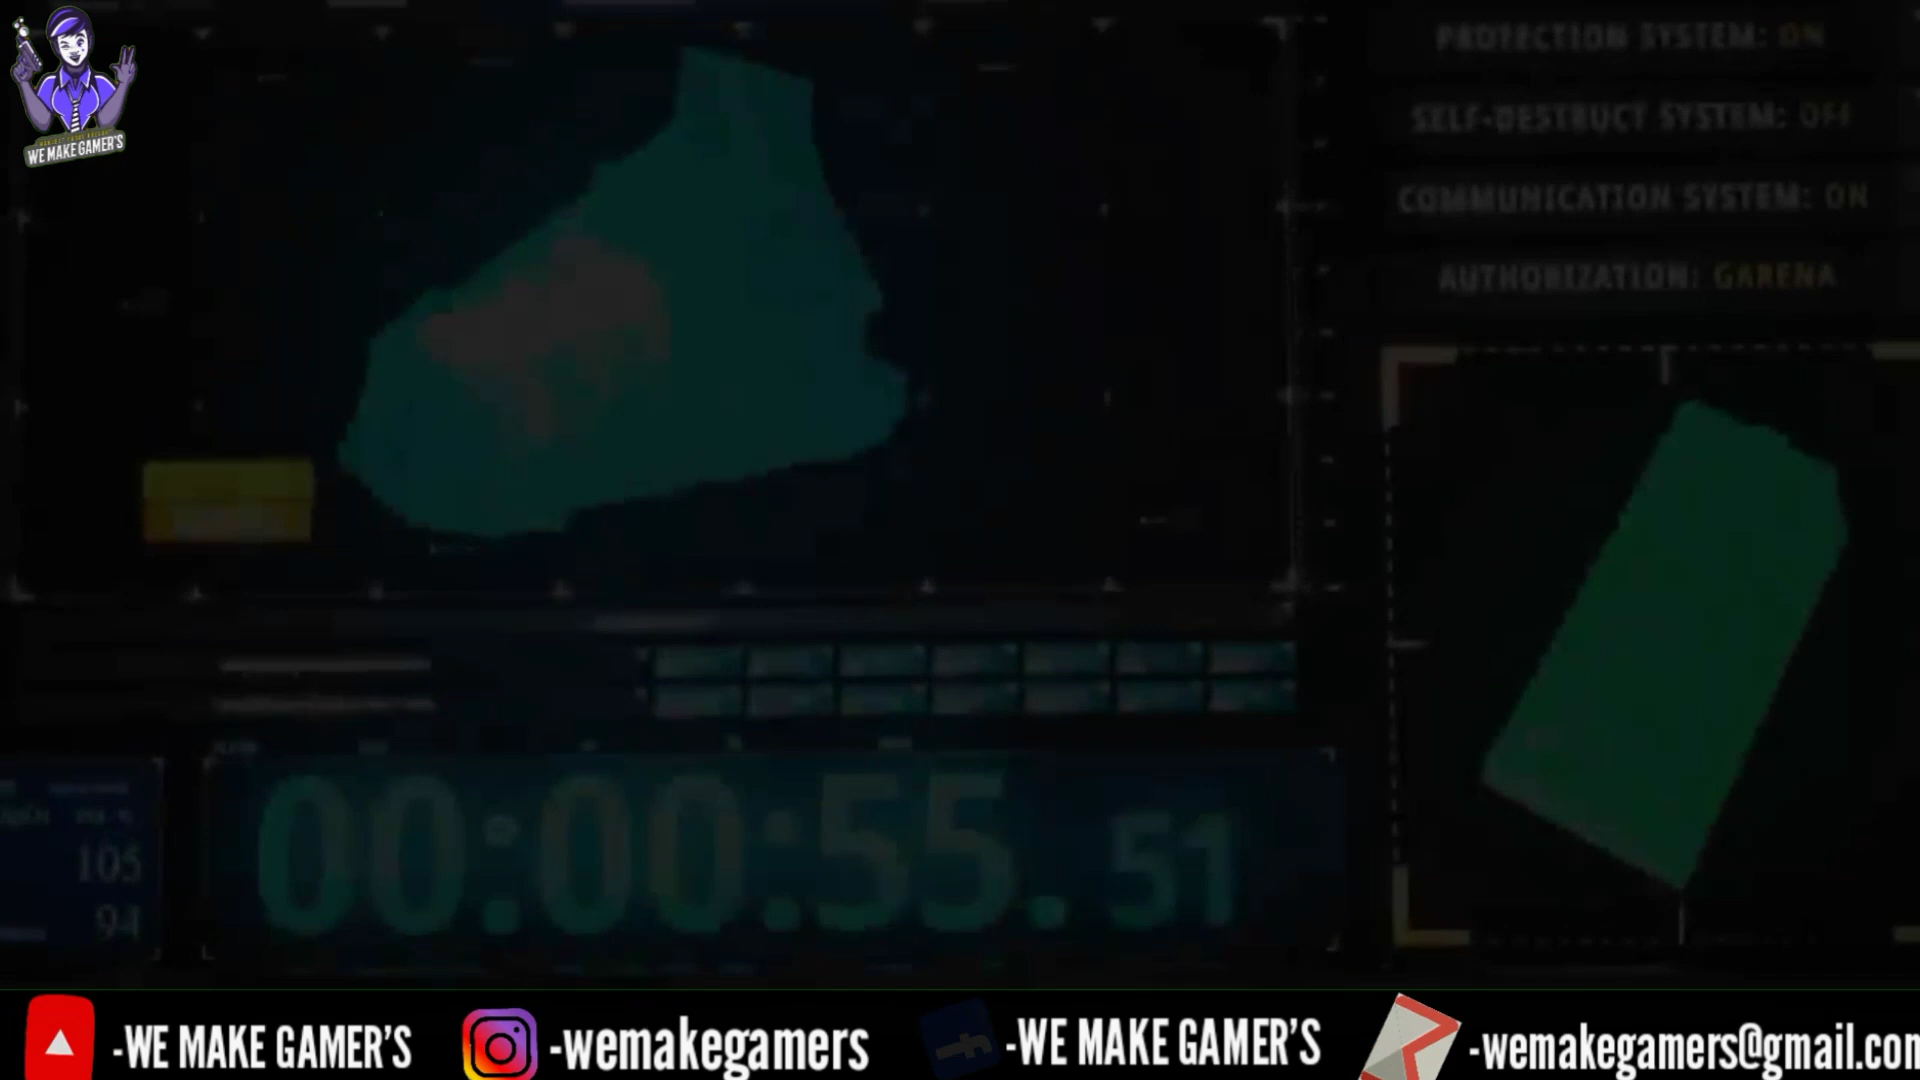 PROTECTION SYSTEM: ON
SELF-DESTRUCT SYSTEM: OFF
COMMUNICATION SYSTEM: ON
AUTHORIZATION: GARENA
WE MAKE GAMER'S
105
94
00:00:55.51
-WE MAKE GAMER'S
-wemakegamers
-WE MAKE GAMER'S
-wemakegamers@gmail.com